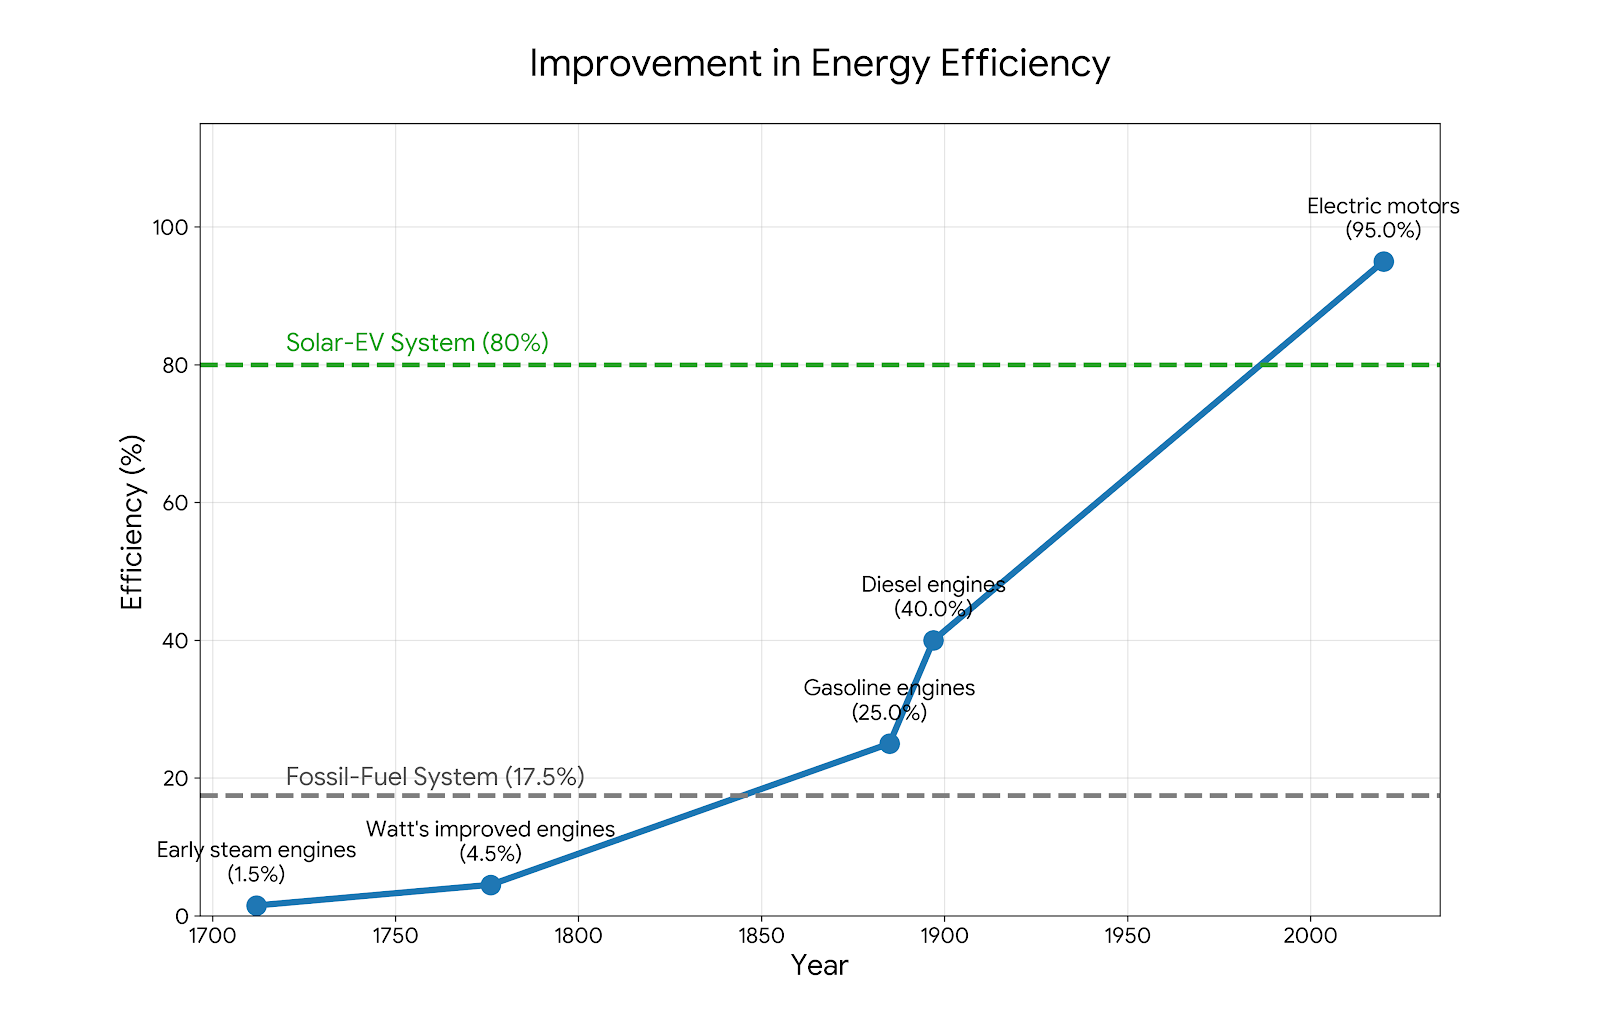 Improvement in Energy Efficiency
Electric motors
(95.0%)
Solar-EV System (80%)
Diesel engines
(40.0%)
Gasoline engines
(25.0%)
Fossil-Fuel System (17.5%)
Watt's improved engines
(4.5%)
Early steam engines
(1.5%)
Efficiency (%)
100
80
60
40
20
0
1700 1750 1800 1850 1900 1950 2000
Year